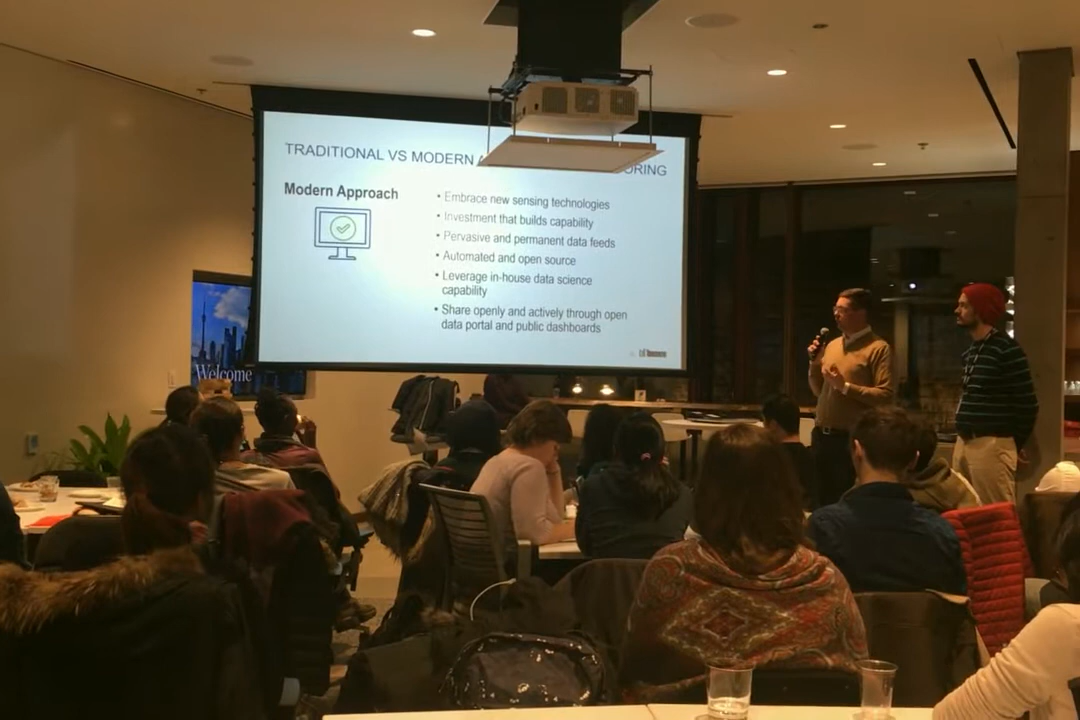 TRADITIONAL VS MODERN
ORING
Modern Approach
• Embrace new sensing technologies
• Investment that builds capability
• Pervasive and permanent data feeds
• Automated and open source
• Leverage in-house data science
capability
• Share openly and actively through open
data portal and public dashboards
Toronto
Welcome